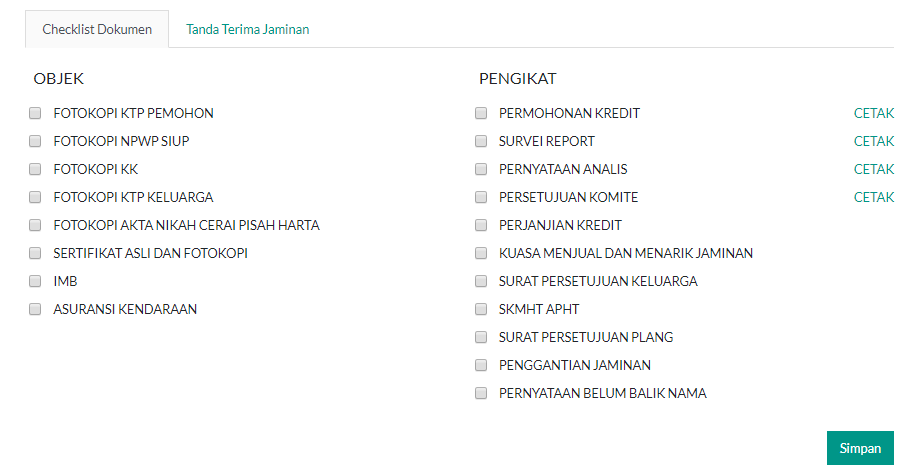 Checklist Dokumen
Tanda Terima Jaminan
OBJEK
FOTOKOPI KTP PEMOHON
FOTOKOPI NPWP SIUP
FOTOKOPI KK
FOTOKOPI KTP KELUARGA
FOTOKOPI AKTA NIKAH CERAI PISAH HARTA
SERTIFIKAT ASLI DAN FOTOKOPI
IMB
ASURANSI KENDARAAN
PENGIKAT
PERMOHONAN KREDIT CETAK
SURVEI REPORT CETAK
PERNYATAAN ANALIS CETAK
PERSETUJUAN KOMITE CETAK
PERJANJIAN KREDIT
KUASA MENJUAL DAN MENARIK JAMINAN
SURAT PERSETUJUAN KELUARGA
SKMHT APHT
SURAT PERSETUJUAN PLANG
PENGGANTIAN JAMINAN
PERNYATAAN BELUM BALIK NAMA
Simpan